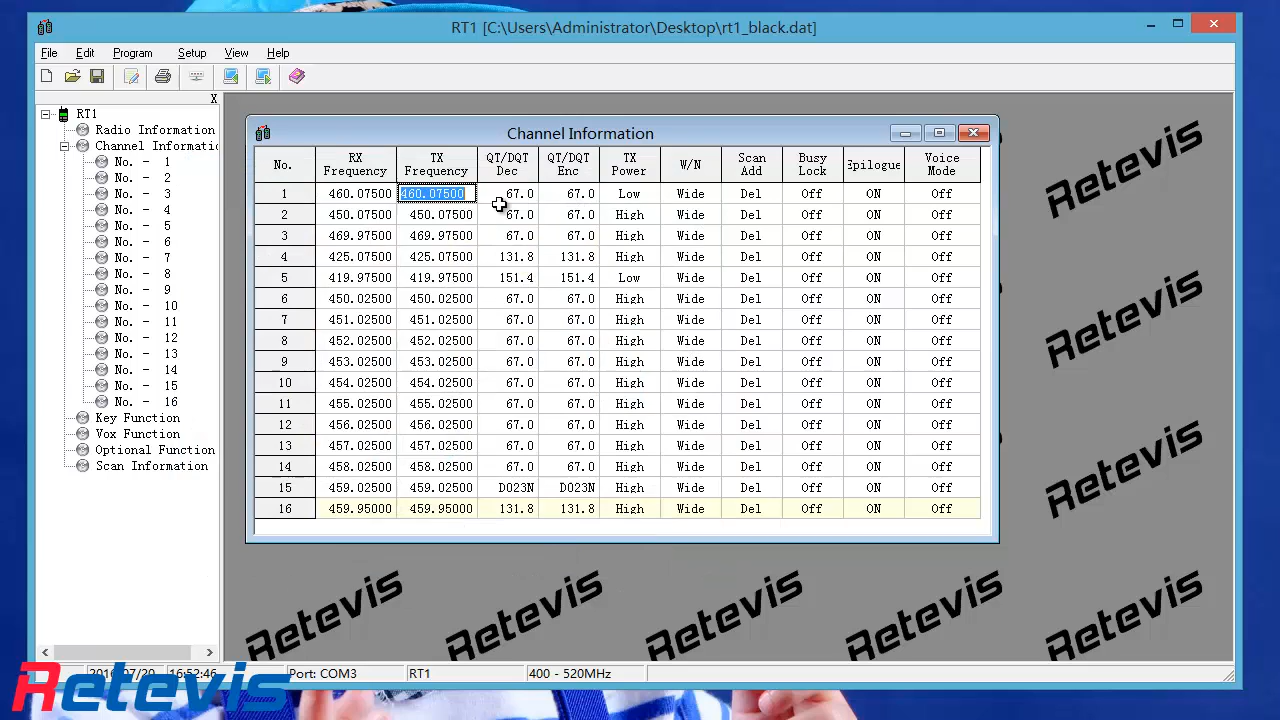 RT1 [C:\Users\Administrator\Desktop\rt1_black.dat]
File Edit Program Setup View Help
X
RT1
Radio Information
Channel Informatio
No. - 1
No. - 2
No. - 3
No. - 4
No. - 5
No. - 6
No. - 7
No. - 8
No. - 9
No. - 10
No. - 11
No. - 12
No. - 13
No. - 14
No. - 15
No. - 16
Key Function
Vox Function
Optional Function
Scan Information
Channel Information
No. RX Frequency TX Frequency QT/DQT Dec QT/DQT Enc TX Power W/N Scan Add Busy Lock Epilogue Voice Mode
1 460.07500 460.07500 67.0 67.0 Low Wide Del Off ON Off
2 450.07500 450.07500 67.0 67.0 High Wide Del Off ON Off
3 469.97500 469.97500 67.0 67.0 High Wide Del Off ON Off
4 425.07500 425.07500 131.8 131.8 High Wide Del Off ON Off
5 419.97500 419.97500 151.4 151.4 Low Wide Del Off ON Off
6 450.02500 450.02500 67.0 67.0 High Wide Del Off ON Off
7 451.02500 451.02500 67.0 67.0 High Wide Del Off ON Off
8 452.02500 452.02500 67.0 67.0 High Wide Del Off ON Off
9 453.02500 453.02500 67.0 67.0 High Wide Del Off ON Off
10 454.02500 454.02500 67.0 67.0 High Wide Del Off ON Off
11 455.02500 455.02500 67.0 67.0 High Wide Del Off ON Off
12 456.02500 456.02500 67.0 67.0 High Wide Del Off ON Off
13 457.02500 457.02500 67.0 67.0 High Wide Del Off ON Off
14 458.02500 458.02500 67.0 67.0 High Wide Del Off ON Off
15 459.02500 459.02500 D023N D023N High Wide Del Off ON Off
16 459.95000 459.95000 131.8 131.8 High Wide Del Off ON Off
Retevis
Retevis
Retevis
Retevis Retevis Retevis Retevis Retevis
16:52:46 Port: COM3 RT1 400 - 520MHz
Retevis